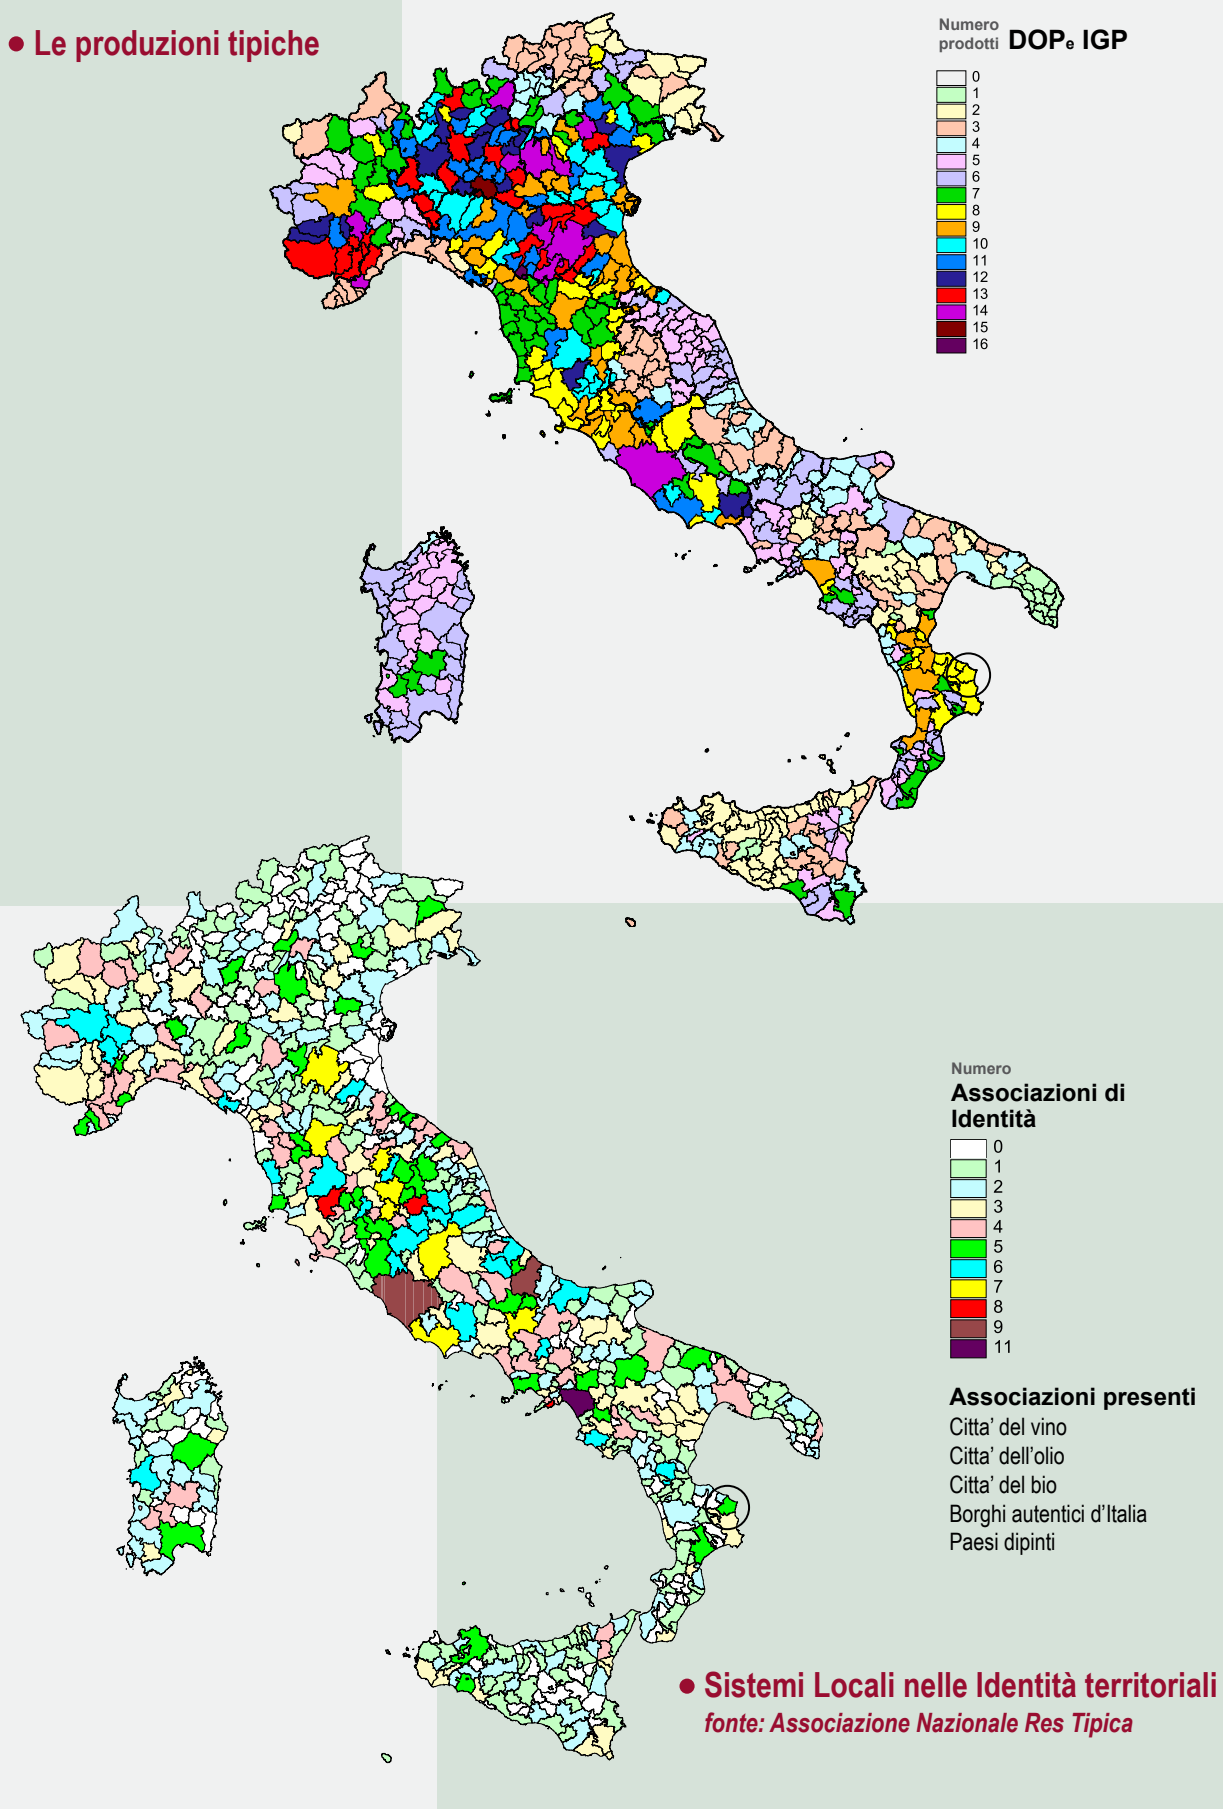 • Le produzioni tipiche
Numero
prodotti DOPe IGP
0
1
2
3
4
5
6
7
8
9
10
11
12
13
14
15
16
Numero
Associazioni di
Identità
0
1
2
3
4
5
6
7
8
9
11
Associazioni presenti
Citta' del vino
Citta' dell'olio
Citta' del bio
Borghi autentici d'Italia
Paesi dipinti
• Sistemi Locali nelle Identità territoriali
fonte: Associazione Nazionale Res Tipica